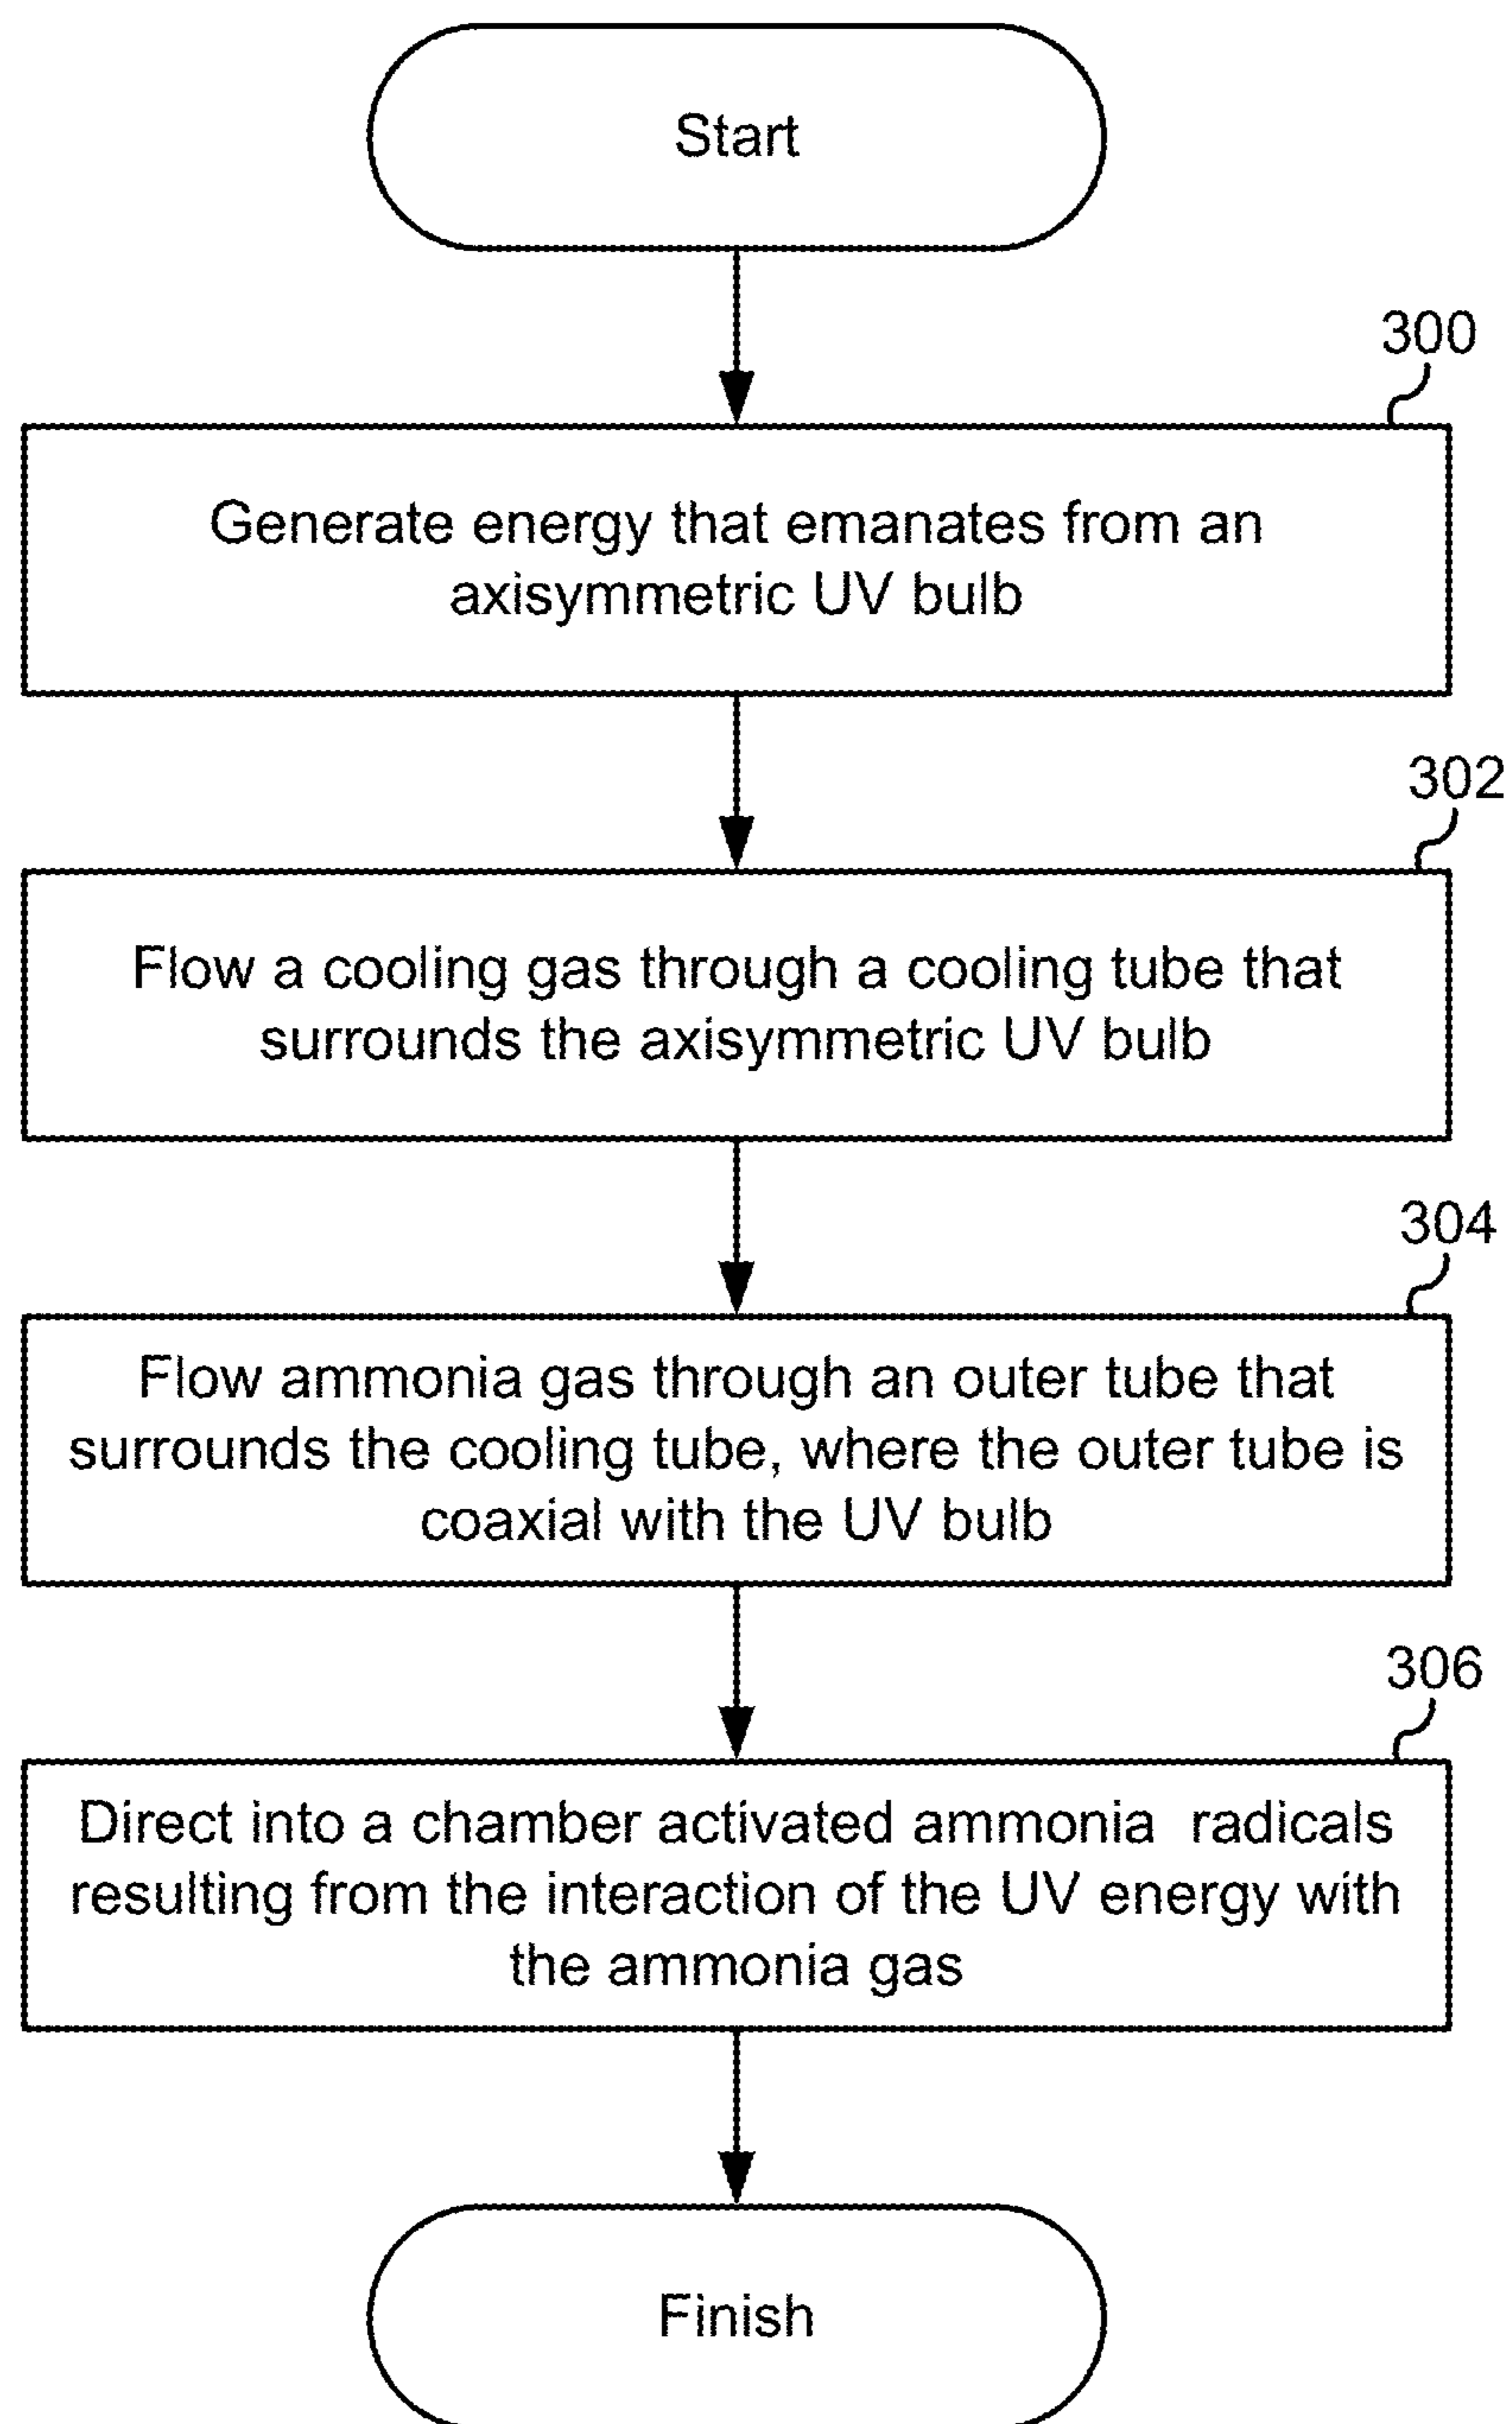 Start
300
Generate energy that emanates from an
axisymmetric UV bulb
302
Flow a cooling gas through a cooling tube that
surrounds the axisymmetric UV bulb
304
Flow ammonia gas through an outer tube that
surrounds the cooling tube, where the outer tube is
coaxial with the UV bulb
306
Direct into a chamber activated ammonia  radicals
resulting from the interaction of the UV energy with
the ammonia gas
Finish